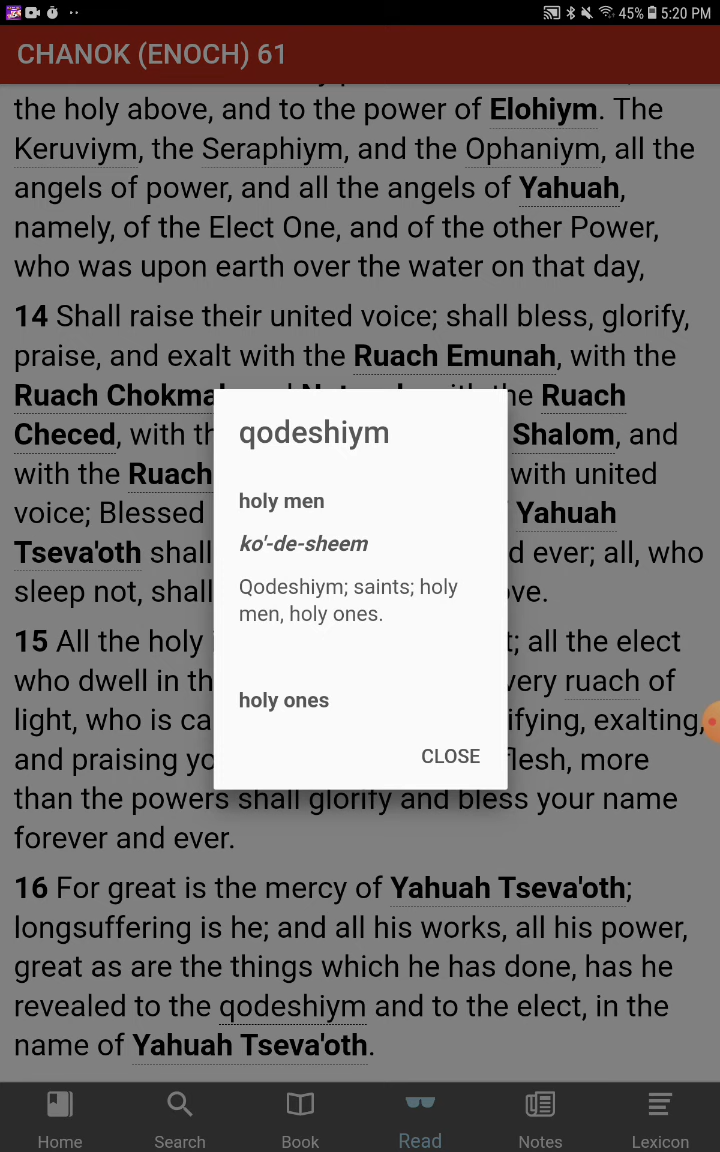 45% 5:20 PM
CHANOK (ENOCH) 61
the holy above, and to the power of Elohiym. The
Keruviym, the Seraphiym, and the Ophaniym, all the
angels of power, and all the angels of Yahuah,
namely, of the Elect One, and of the other Power,
who was upon earth over the water on that day,
14 Shall raise their united voice; shall bless, glorify,
praise, and exalt with the Ruach Emunah, with the
Ruach the Ruach
Checed, with Shalom, and
with the Ruach with united
voice; Blessed Yahuah
Tseva'oth shall ever; all, who
sleep not, shall
15 All the holy all the elect
who dwell in ruach of
light, who is exalting,
and praising flesh, more
than the powers shall glorify and bless your name
forever and ever.
16 For great is the mercy of Yahuah Tseva'oth;
longsuffering is he; and all his works, all his power,
great as are the things which he has done, has he
revealed to the qodeshiym and to the elect, in the
name of Yahuah Tseva'oth.
qodeshiym
holy men
ko'-de-sheem
Qodeshiym; saints; holy
men, holy ones.
holy ones
CLOSE
Home Search Book Read Notes Lexicon